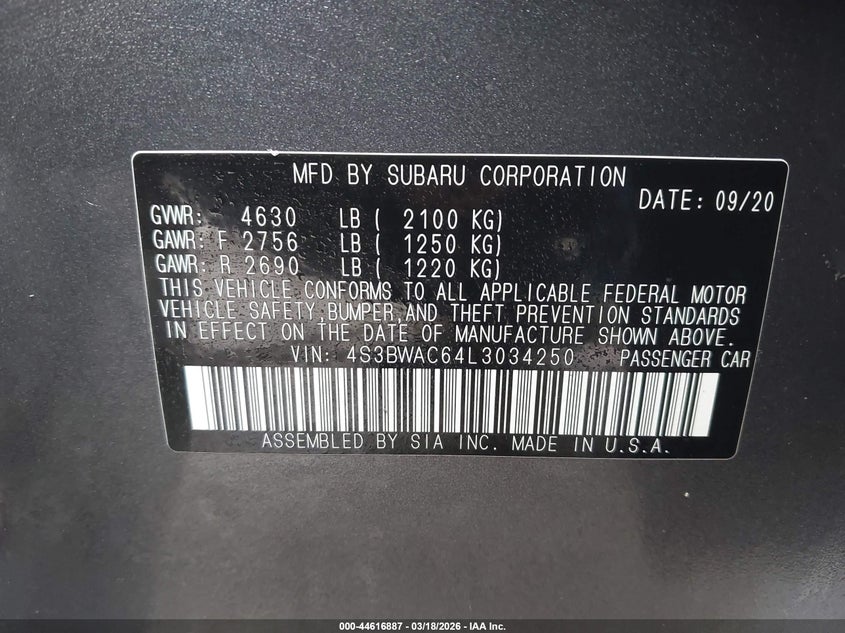 MFD BY SUBARU CORPORATION
DATE: 09/20
GVWR: 4630 LB ( 2100 KG)
GAWR: F 2756 LB ( 1250 KG)
GAWR: R 2690 LB ( 1220 KG)
THIS VEHICLE CONFORMS TO ALL APPLICABLE FEDERAL MOTOR
VEHICLE SAFETY,BUMPER,AND THEFT PREVENTION STANDARDS
IN EFFECT ON THE DATE OF MANUFACTURE SHOWN ABOVE.
VIN: 4S3BWAC64L3034250 PASSENGER CAR
ASSEMBLED BY SIA INC. MADE IN U.S.A.
000-44616887 - 03/18/2026 - IAA Inc.